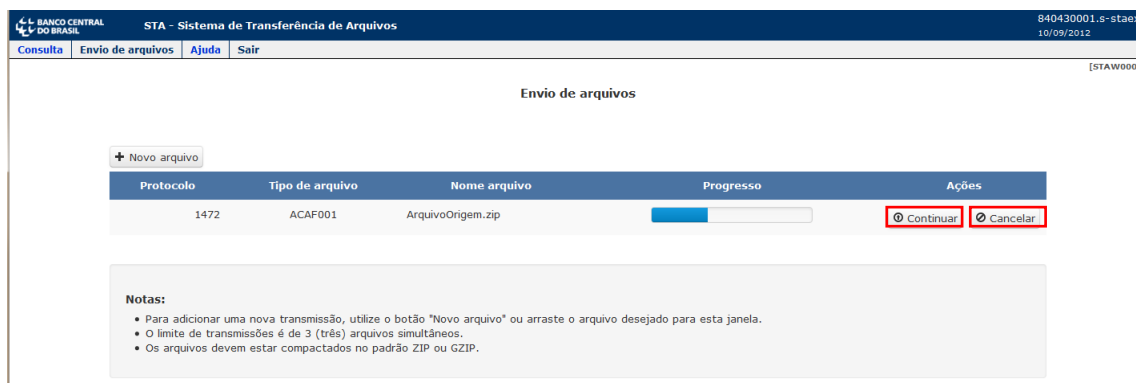 BANCO CENTRAL
DO BRASIL
STA - Sistema de Transferência de Arquivos
840430001.s-staex
10/09/2012
Consulta Envio de arquivos Ajuda Sair
[STAW000
Envio de arquivos
Novo arquivo
Protocolo Tipo de arquivo Nome arquivo Progresso Ações
1472 ACAF001 ArquivoOrigem.zip Continuar Cancelar
Notas:
• Para adicionar uma nova transmissão, utilize o botão "Novo arquivo" ou arraste o arquivo desejado para esta janela.
• O limite de transmissões é de 3 (três) arquivos simultâneos.
• Os arquivos devem estar compactados no padrão ZIP ou GZIP.